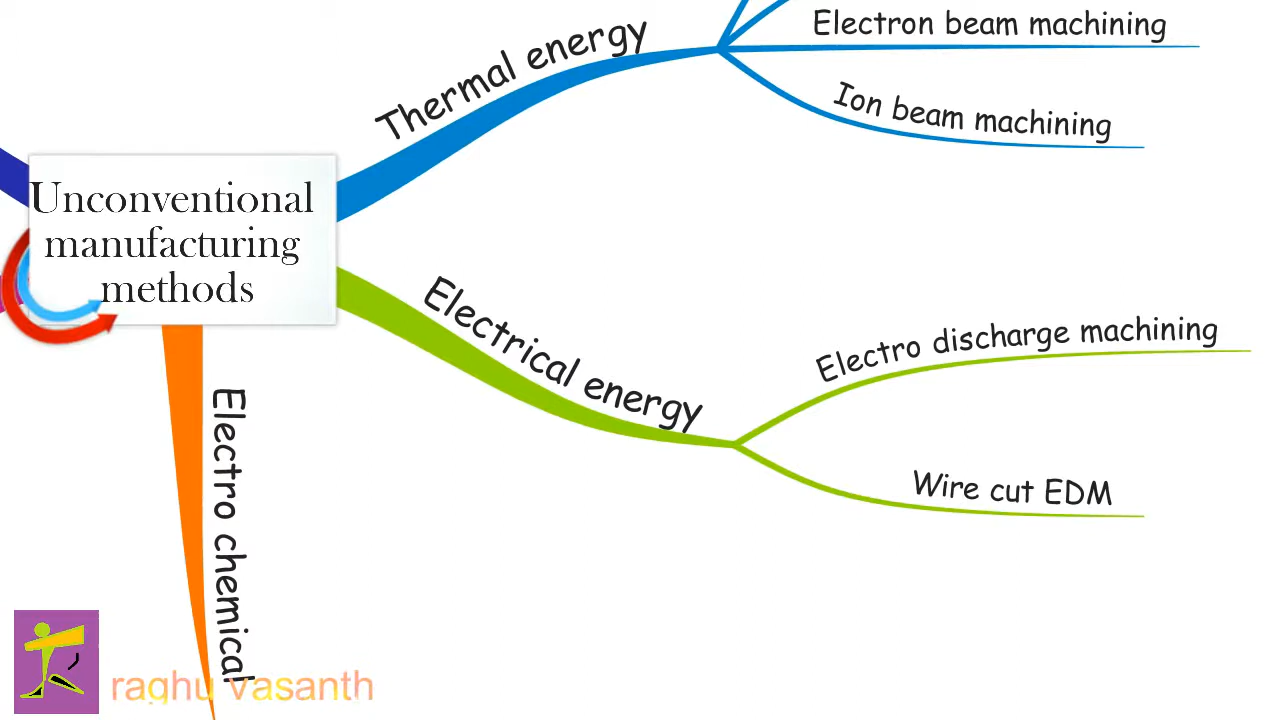 Thermal energy
Electron beam machining
Ion beam machining
Unconventional
manufacturing
methods
Electrical energy
Electro discharge machining
Wire cut EDM
Electro chemical
raghu vasanth